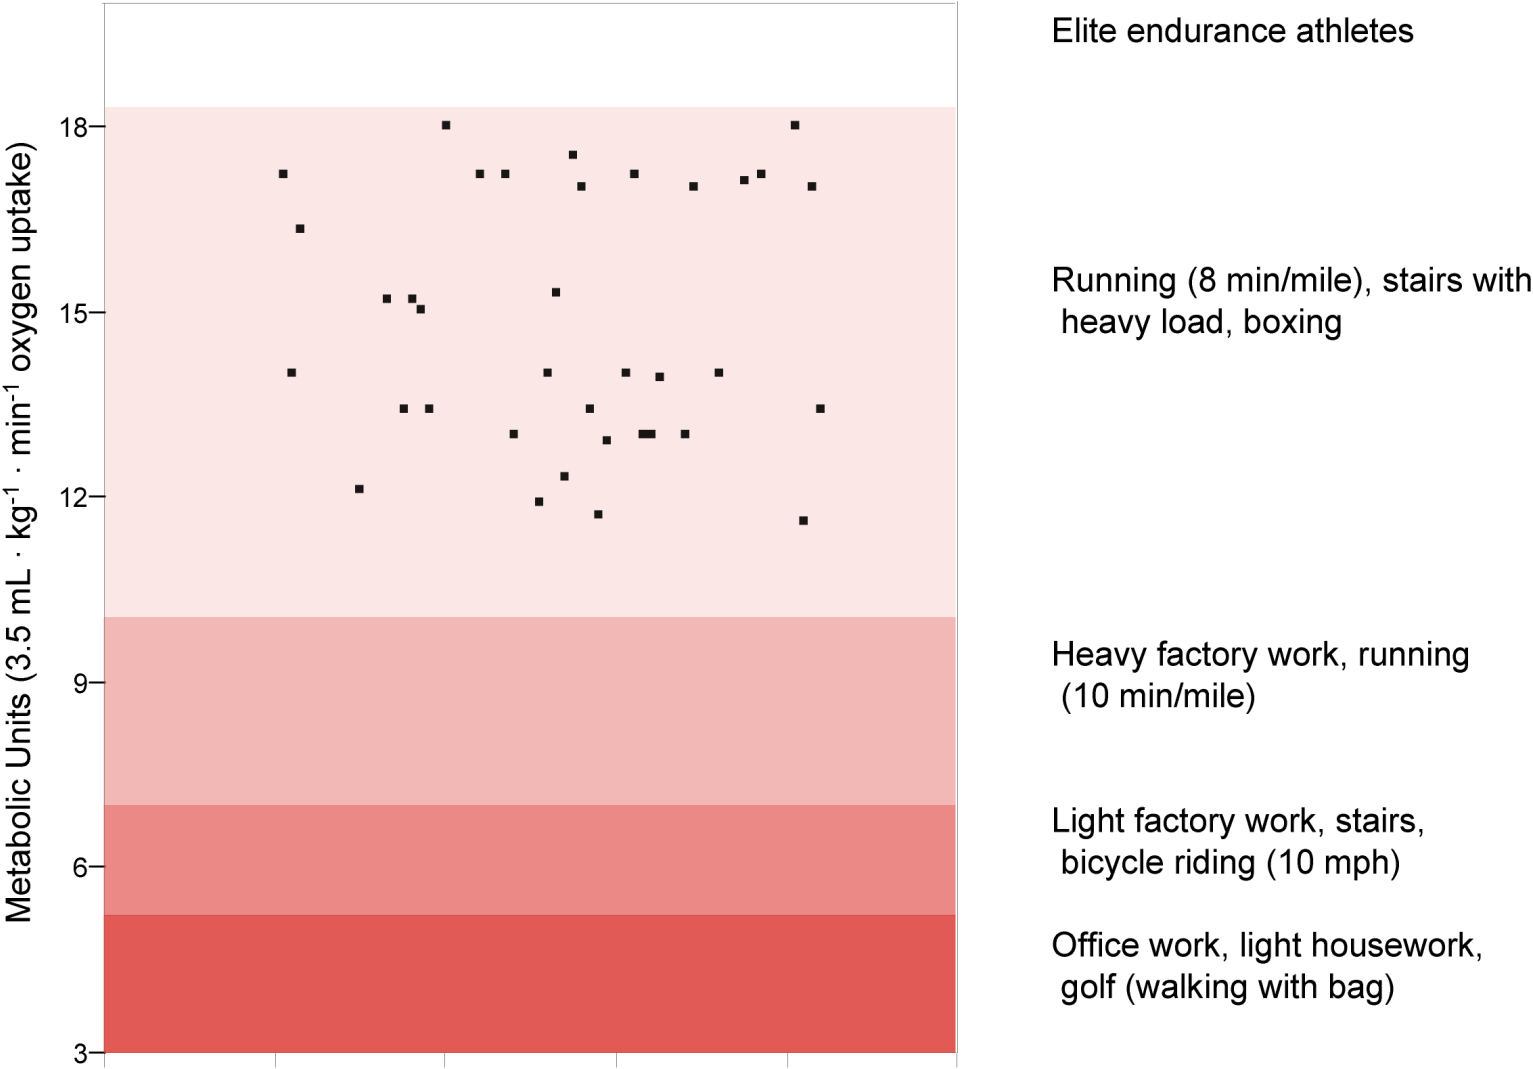 Metabolic Units (3.5 mL · kg⁻¹ · min⁻¹ oxygen uptake)
18
15
12
9
6
3
Elite endurance athletes
Running (8 min/mile), stairs with
heavy load, boxing
Heavy factory work, running
(10 min/mile)
Light factory work, stairs,
bicycle riding (10 mph)
Office work, light housework,
golf (walking with bag)